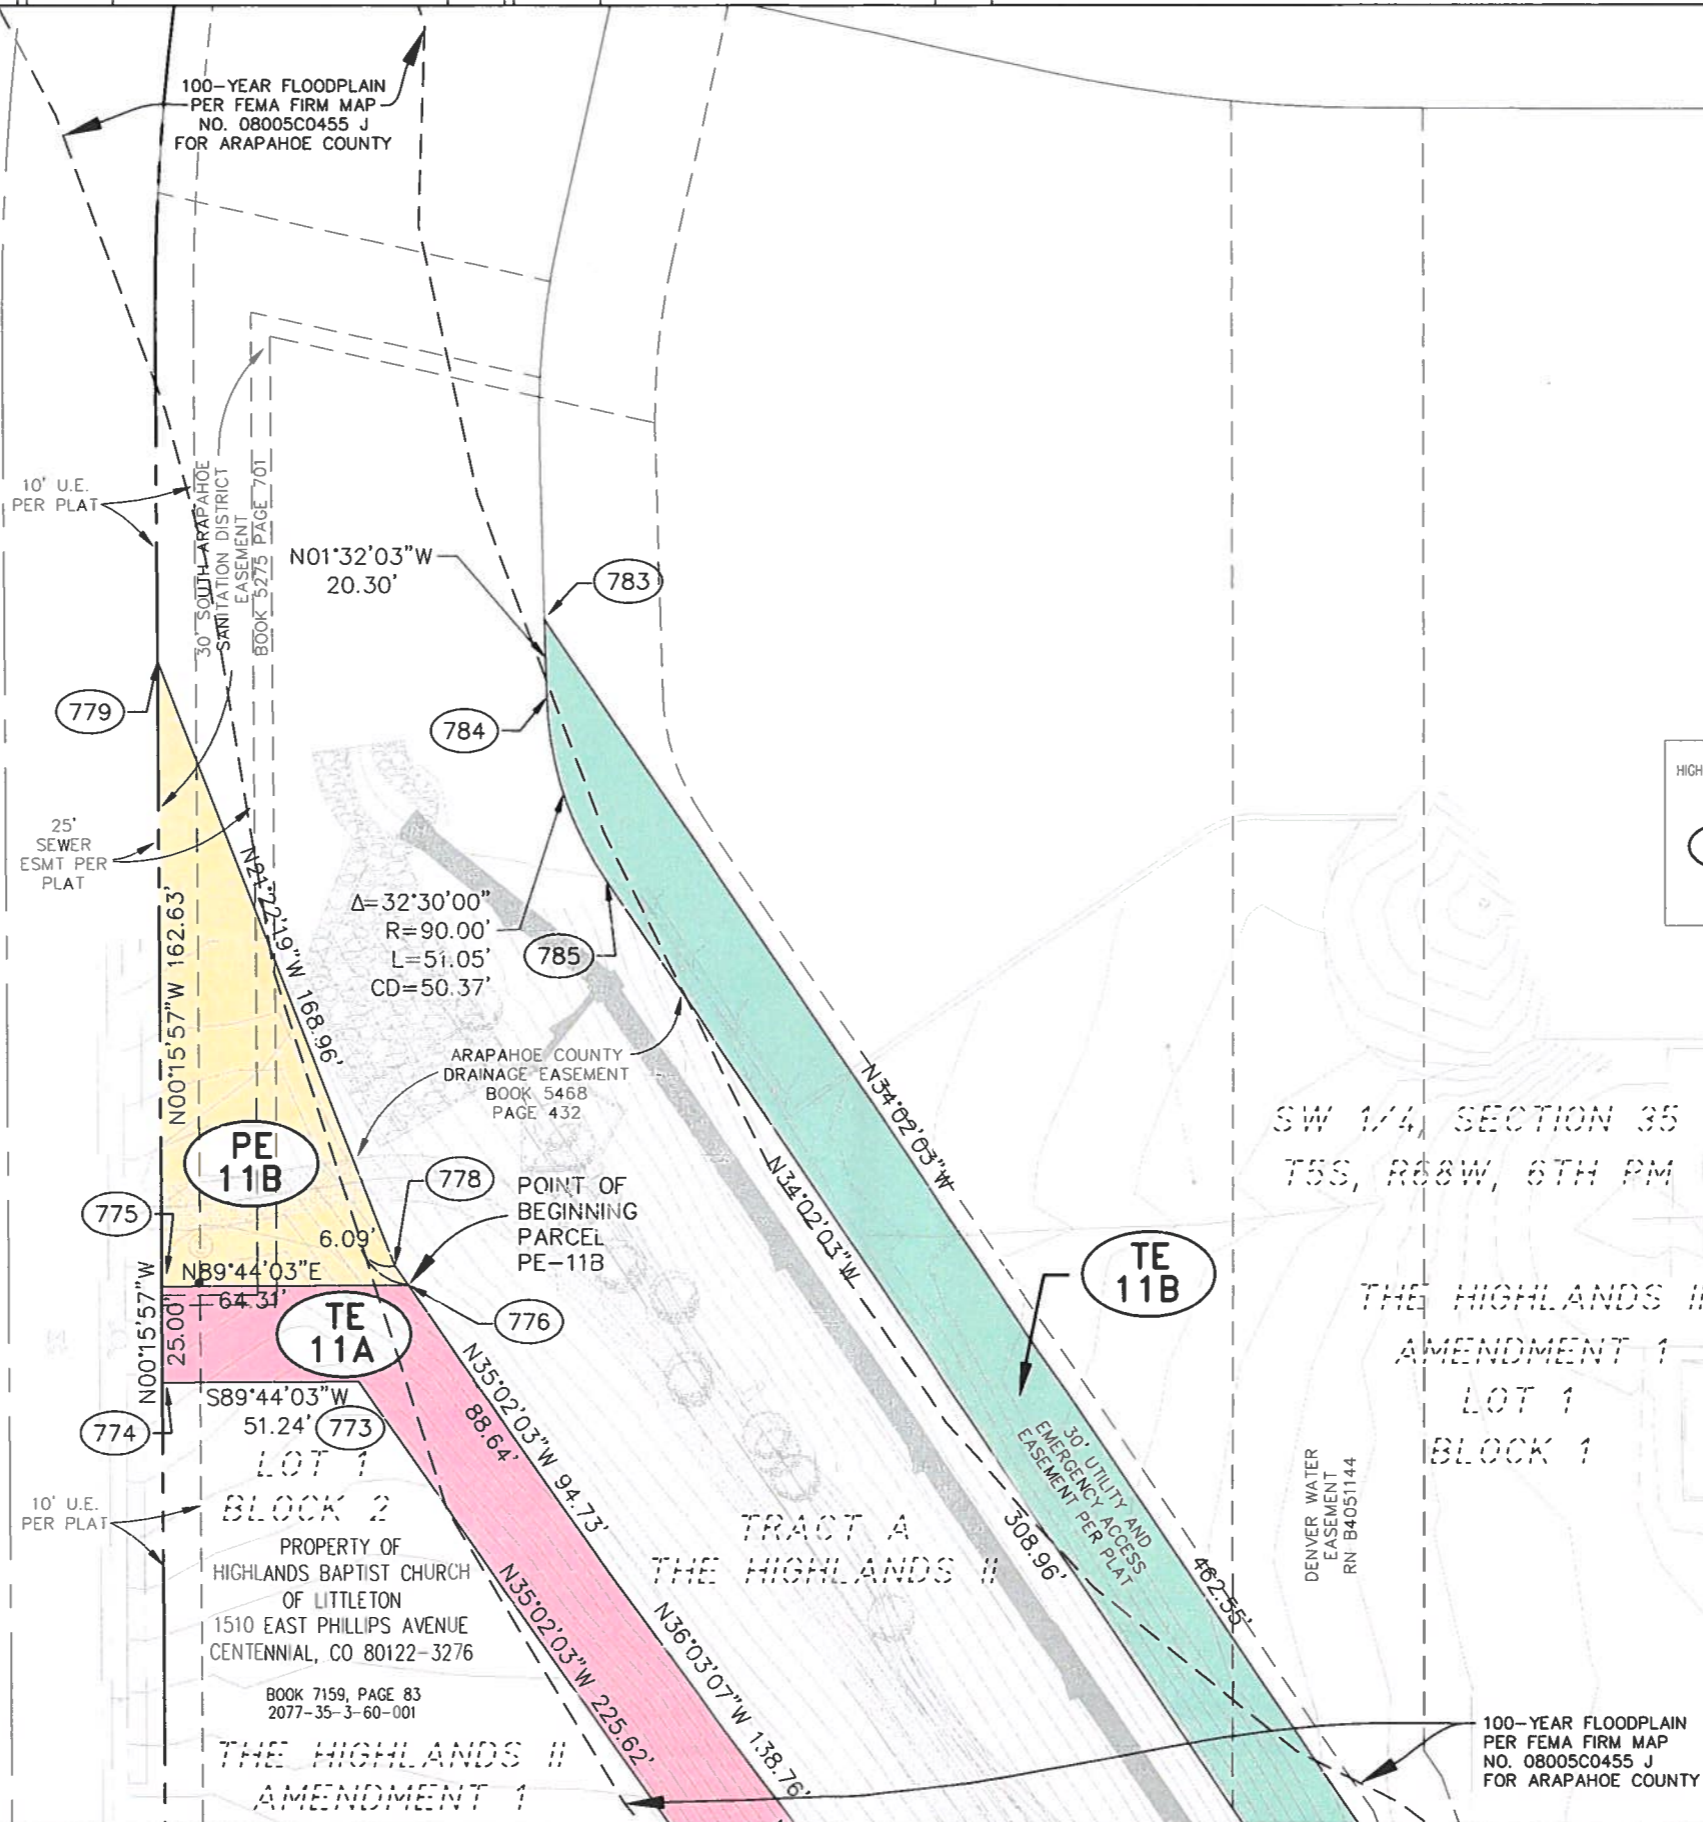 100-YEAR FLOODPLAIN
PER FEMA FIRM MAP
NO. 08005C0455 J
FOR ARAPAHOE COUNTY
10' U.E.
PER PLAT
30' SOUTH ARAPAHOE
SANITATION DISTRICT
EASEMENT
BOOK 5275 PAGE 701
N01°32'03"W
20.30'
783
779
784
HIGH
25'
SEWER
ESMT PER
PLAT
N00°15'57"W 162.63'
N21°22'19"W 168.96'
Δ=32°30'00"
R=90.00'
L=51.05'
CD=50.37'
785
ARAPAHOE COUNTY
DRAINAGE EASEMENT
BOOK 5468
PAGE 432
N34°02'03"W
462.55'
N34°02'03"W
308.96'
SW 1/4, SECTION 35
T5S, R68W, 6TH PM
PE
11B
778
POINT OF
BEGINNING
PARCEL
PE-11B
775
6.09'
N89°44'03"E
64.31'
TE
11B
THE HIGHLANDS II
AMENDMENT 1
LOT 1
BLOCK 1
N00°15'57"W
25.00'
TE
11A
776
S89°44'03"W
51.24'
773
774
N35°02'03"W 94.73'
88.64'
LOT 1
BLOCK 2
10' U.E.
PER PLAT
PROPERTY OF
HIGHLANDS BAPTIST CHURCH
OF LITTLETON
1510 EAST PHILLIPS AVENUE
CENTENNIAL, CO 80122-3276
BOOK 7159, PAGE 83
2077-35-3-60-001
THE HIGHLANDS II
AMENDMENT 1
N35°02'03"W 225.62'
N36°03'07"W 138.76'
TRACT A
THE HIGHLANDS II
30' UTILITY AND
EMERGENCY ACCESS
EASEMENT PER PLAT
DENVER WATER
EASEMENT
RN B4051144
100-YEAR FLOODPLAIN
PER FEMA FIRM MAP
NO. 08005C0455 J
FOR ARAPAHOE COUNTY